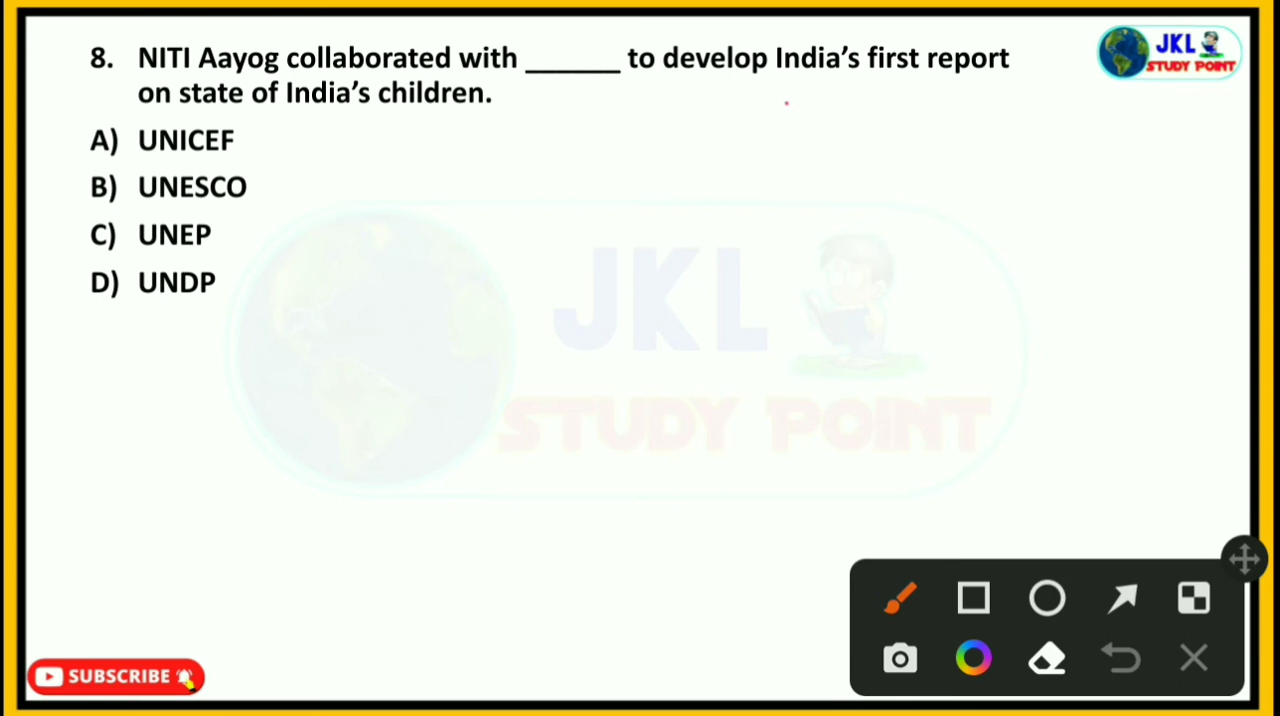 8. NITI Aayog collaborated with ______ to develop India’s first report
on state of India’s children.
A) UNICEF
B) UNESCO
C) UNEP
D) UNDP
JKL
STUDY POINT
JKL
STUDY POINT
SUBSCRIBE